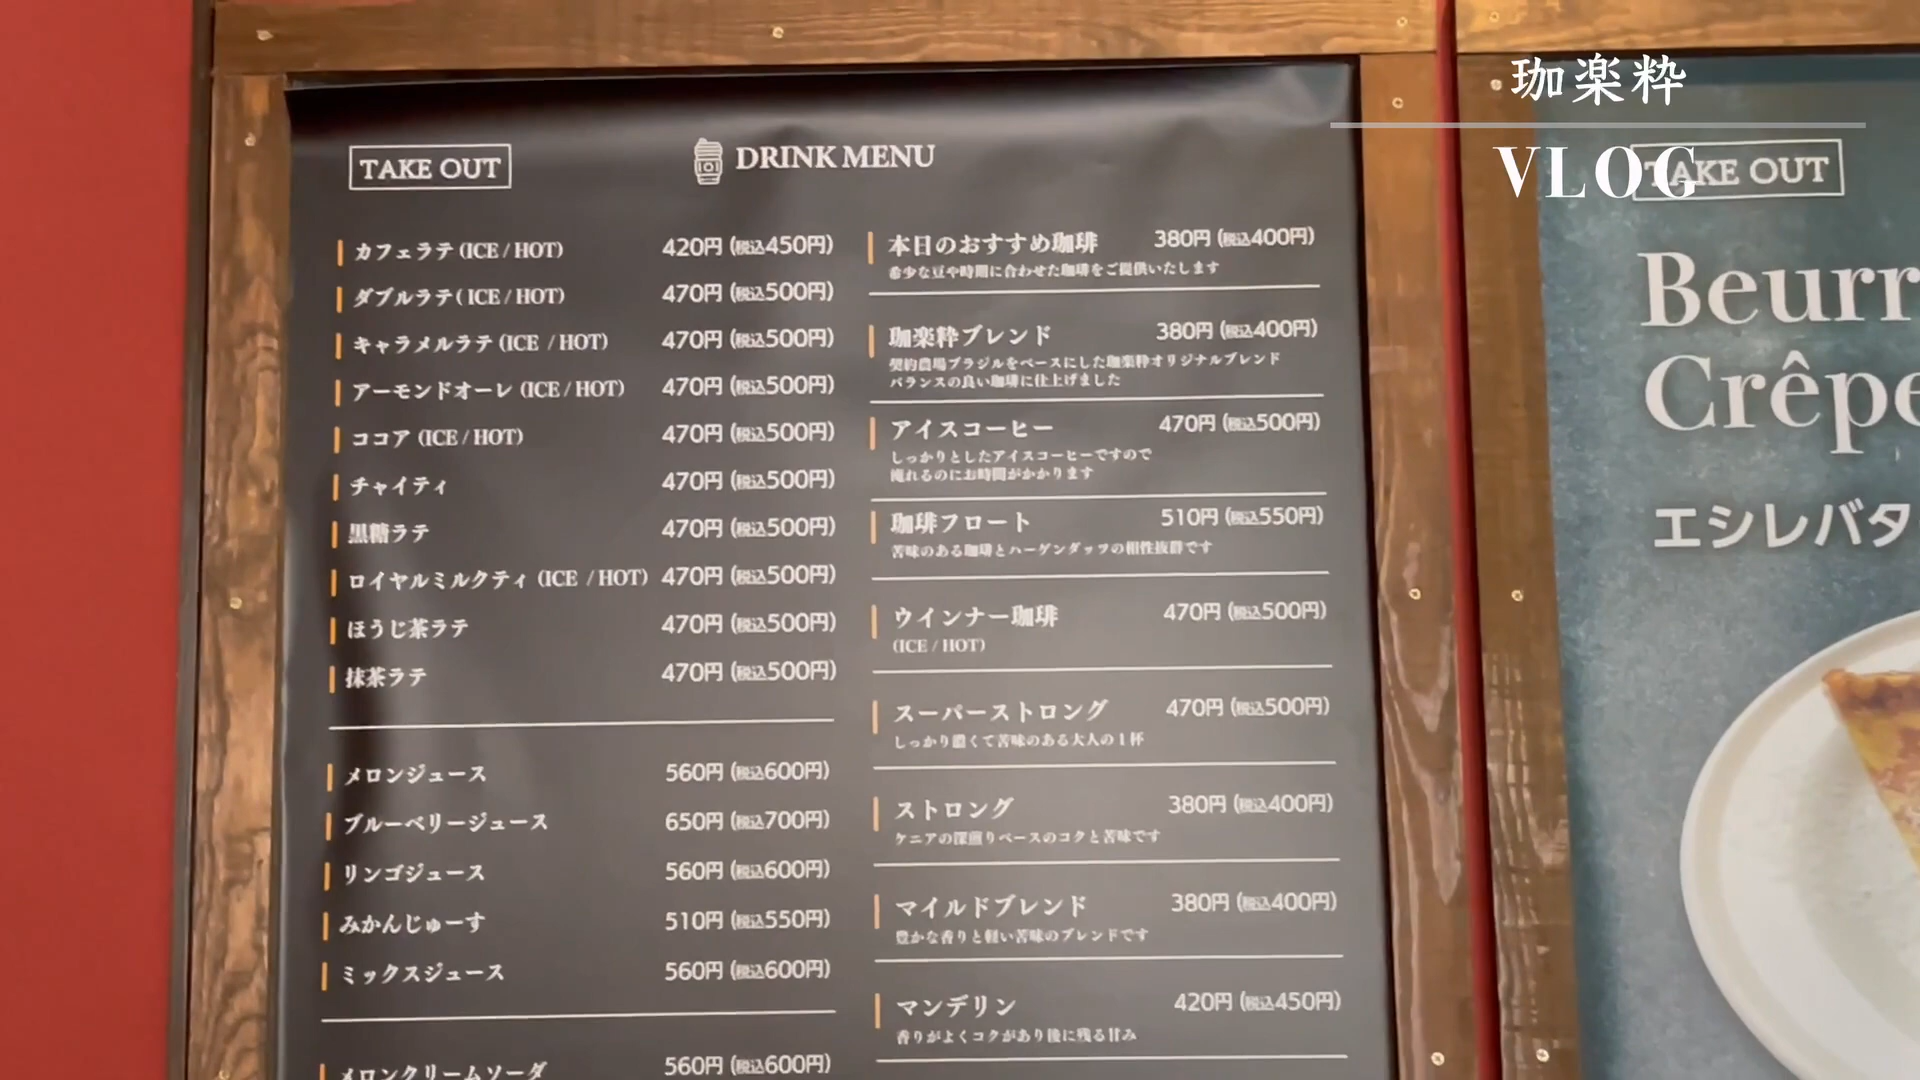 珈楽粋
VLOG
TAKE OUT
DRINK MENU
カフェラテ (ICE / HOT) 420円 (税込450円)
ダブルラテ( ICE / HOT) 470円 (税込500円)
キャラメルラテ (ICE / HOT) 470円 (税込500円)
アーモンドオーレ (ICE / HOT) 470円 (税込500円)
ココア (ICE / HOT) 470円 (税込500円)
チャイティ 470円 (税込500円)
黒糖ラテ 470円 (税込500円)
ロイヤルミルクティ (ICE / HOT) 470円 (税込500円)
ほうじ茶ラテ 470円 (税込500円)
抹茶ラテ 470円 (税込500円)
メロンジュース 560円 (税込600円)
ブルーベリージュース 650円 (税込700円)
リンゴジュース 560円 (税込600円)
みかんじゅーす 510円 (税込550円)
ミックスジュース 560円 (税込600円)
メロンクリームソーダ 560円 (税込600円)
本日のおすすめ珈琲 380円 (税込400円)
希少な豆や時期に合わせた珈琲をご提供いたします
珈楽粋ブレンド 380円 (税込400円)
契約農場ブラジルをベースにした珈楽粋オリジナルブレンド
バランスの良い珈琲に仕上げました
アイスコーヒー 470円 (税込500円)
しっかりとしたアイスコーヒーですので
淹れるのにお時間がかかります
珈琲フロート 510円 (税込550円)
苦味のある珈琲とハーゲンダッツの相性抜群です
ウインナー珈琲 470円 (税込500円)
(ICE / HOT)
スーパーストロング 470円 (税込500円)
しっかり濃くて苦味のある大人の1杯
ストロング 380円 (税込400円)
ケニアの深煎りベースのコクと苦味です
マイルドブレンド 380円 (税込400円)
豊かな香りと軽い苦味のブレンドです
マンデリン 420円 (税込450円)
香りがよくコクがあり後に残る甘み
TAKE OUT
Beurr
Crêpe
エシレバタ